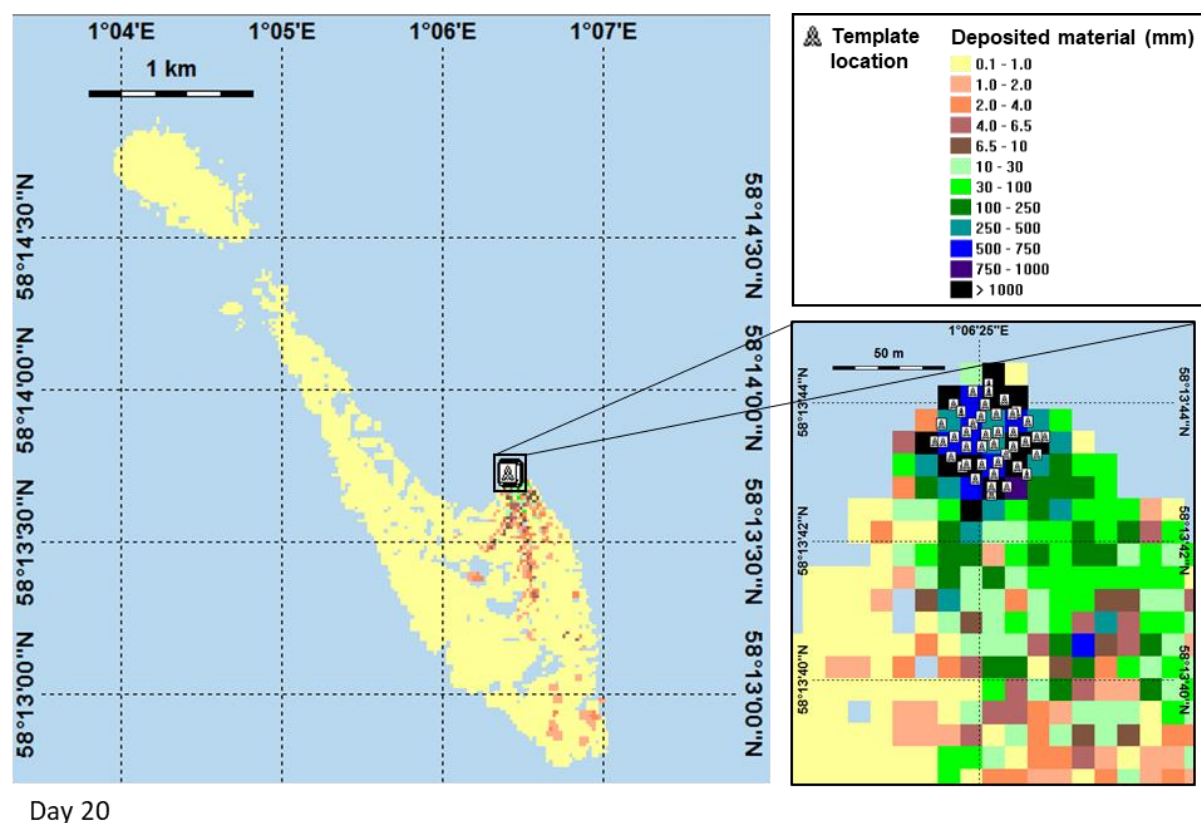 1°04'E 1°05'E 1°06'E 1°07'E
1 km
58°14'30"N
58°14'30"N
58°14'00"N
58°14'00"N
58°13'30"N
58°13'30"N
58°13'00"N
58°13'00"N
Template
location
Deposited material (mm)
0.1 - 1.0
1.0 - 2.0
2.0 - 4.0
4.0 - 6.5
6.5 - 10
10 - 30
30 - 100
100 - 250
250 - 500
500 - 750
750 - 1000
> 1000
1°06'25"E
50 m
58°13'44"N
58°13'44"N
58°13'42"N
58°13'42"N
58°13'40"N
58°13'40"N
Day 20